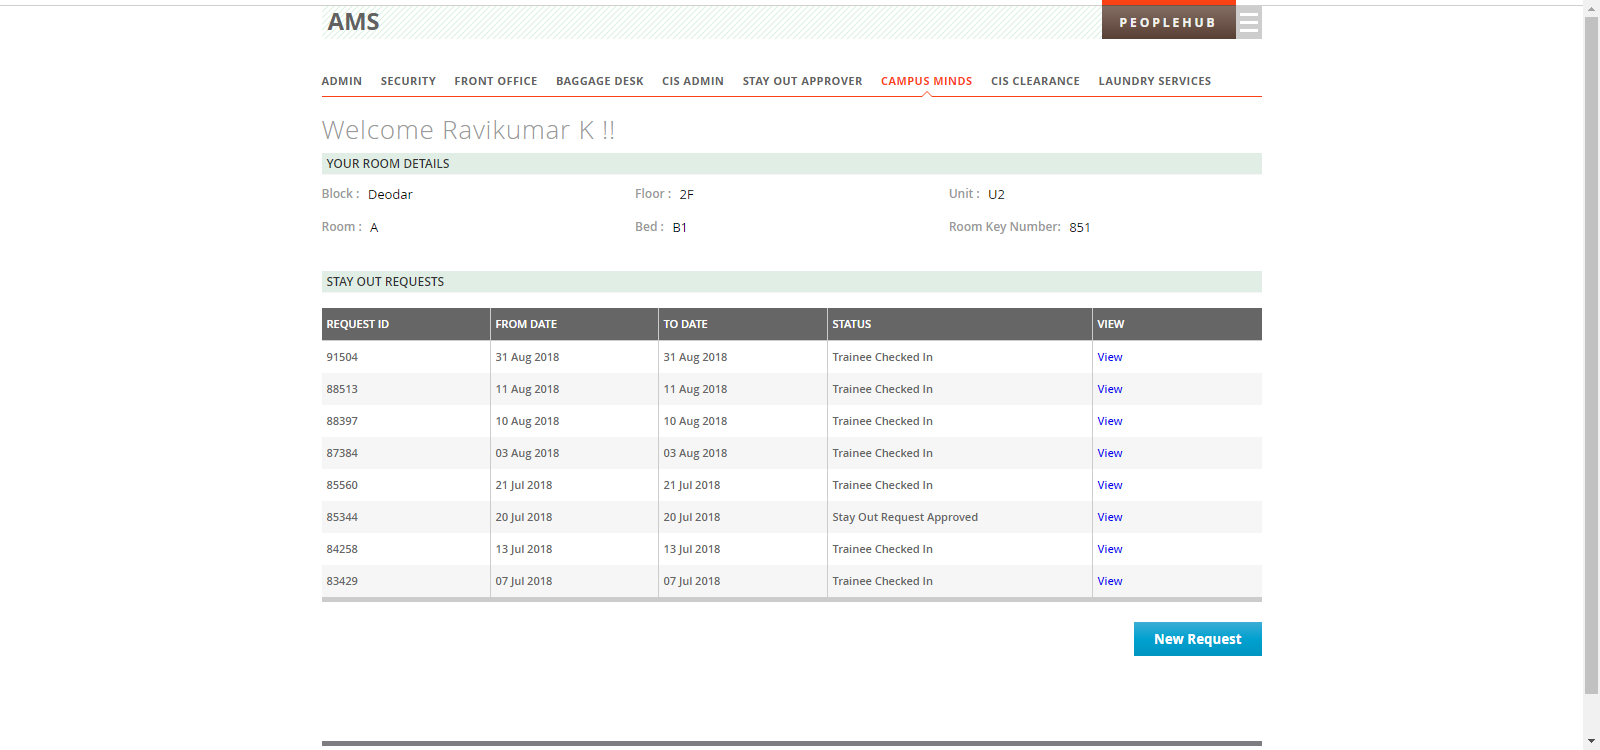 AMS
PEOPLEHUB
ADMIN SECURITY FRONT OFFICE BAGGAGE DESK CIS ADMIN STAY OUT APPROVER CAMPUS MINDS CIS CLEARANCE LAUNDRY SERVICES
Welcome Ravikumar K !!
YOUR ROOM DETAILS
Block : Deodar Floor : 2F Unit : U2
Room : A Bed : B1 Room Key Number: 851
STAY OUT REQUESTS
REQUEST ID FROM DATE TO DATE STATUS VIEW
91504 31 Aug 2018 31 Aug 2018 Trainee Checked In View
88513 11 Aug 2018 11 Aug 2018 Trainee Checked In View
88397 10 Aug 2018 10 Aug 2018 Trainee Checked In View
87384 03 Aug 2018 03 Aug 2018 Trainee Checked In View
85560 21 Jul 2018 21 Jul 2018 Trainee Checked In View
85344 20 Jul 2018 20 Jul 2018 Stay Out Request Approved View
84258 13 Jul 2018 13 Jul 2018 Trainee Checked In View
83429 07 Jul 2018 07 Jul 2018 Trainee Checked In View
New Request